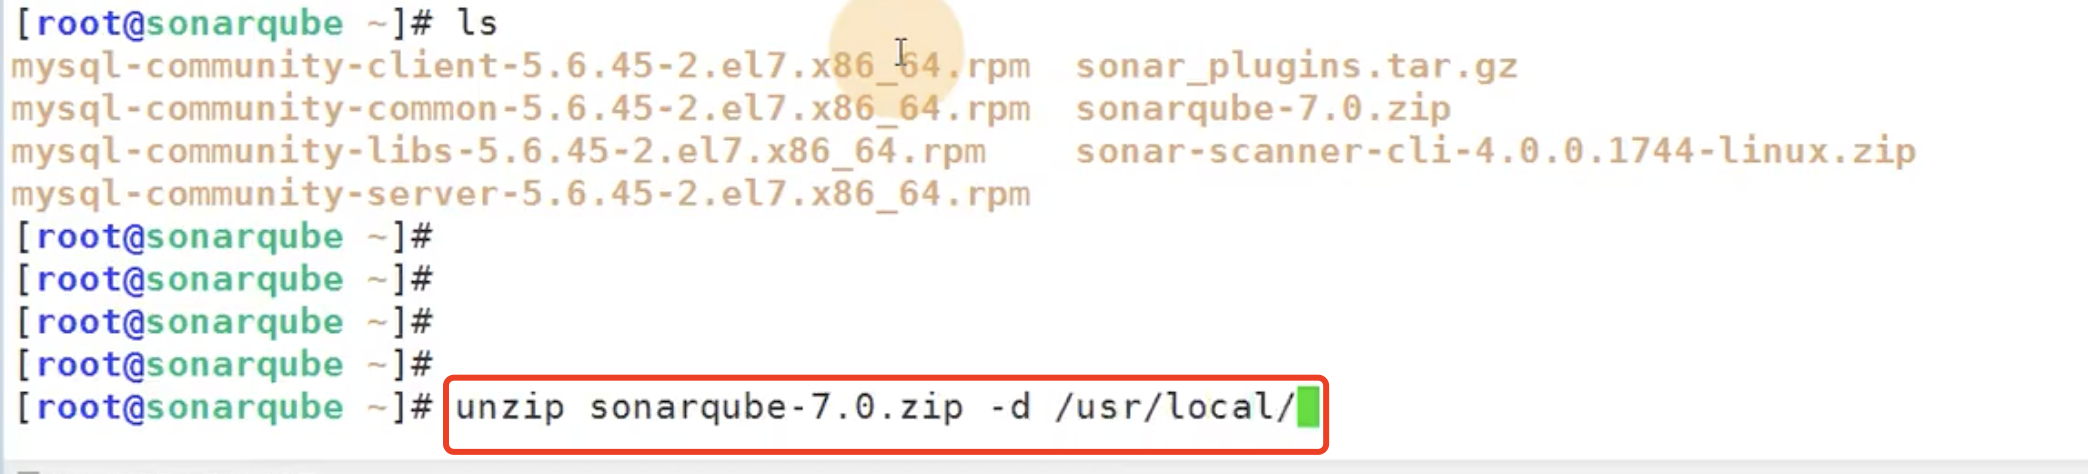 [root@sonarqube ~]# ls
mysql-community-client-5.6.45-2.el7.x86_64.rpm  sonar_plugins.tar.gz
mysql-community-common-5.6.45-2.el7.x86_64.rpm  sonarqube-7.0.zip
mysql-community-libs-5.6.45-2.el7.x86_64.rpm    sonar-scanner-cli-4.0.0.1744-linux.zip
mysql-community-server-5.6.45-2.el7.x86_64.rpm
[root@sonarqube ~]#
[root@sonarqube ~]#
[root@sonarqube ~]#
[root@sonarqube ~]#
[root@sonarqube ~]# unzip sonarqube-7.0.zip -d /usr/local/